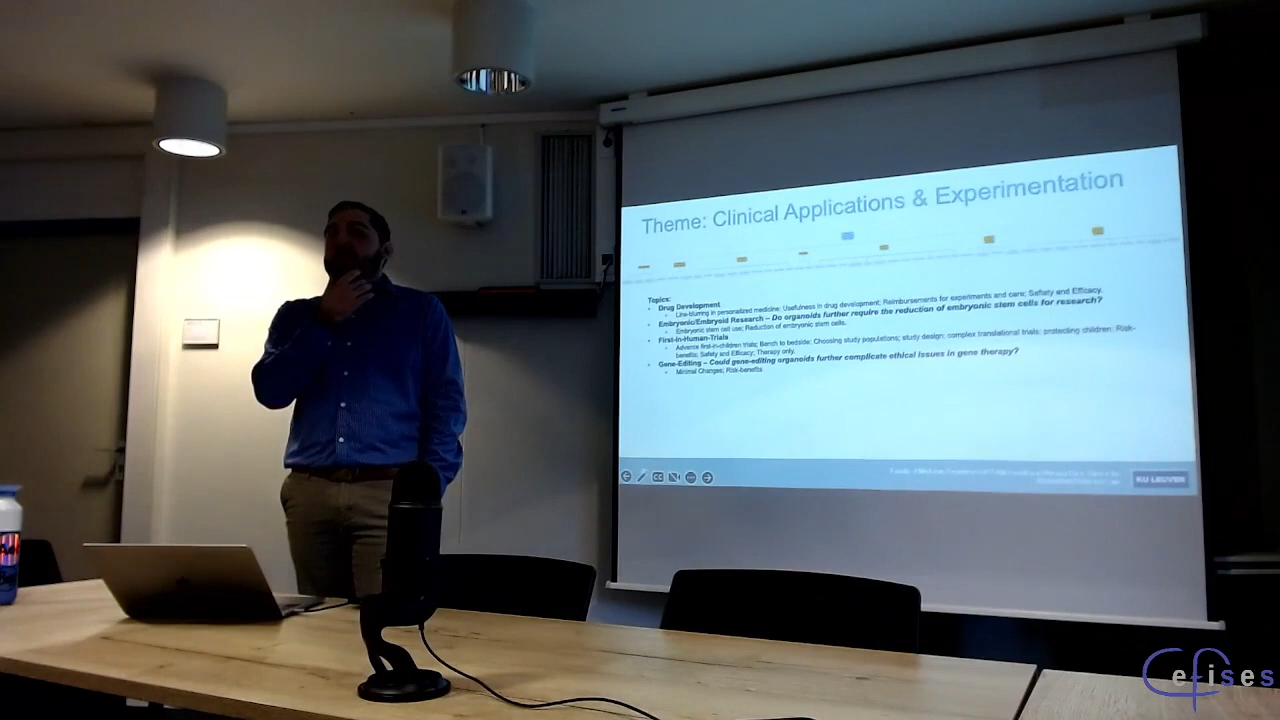 Theme: Clinical Applications & Experimentation
Topics:
Drug Development
Line-blurring in personalized medicine; Usefulness in drug development; Reimbursements for experiments and care; Saftiety and Efficacy.
Embryonic/Embryoid Research – Do organoids further require the reduction of embryonic stem cells for research?
Embryonic stem cell use; Reduction of embryonic stem cells.
First-in-Human-Trials
Advance first-in-children trials; Bench to bedside: Choosing study populations; study design; complex translational trials; protecting children; Risk-
benefits; Safety and Efficacy; Therapy only.
Gene-Editing – Could gene-editing organoids further complicate ethical issues in gene therapy?
Minimal Changes; Risk-benefits
KU LEUVEN
Cefises